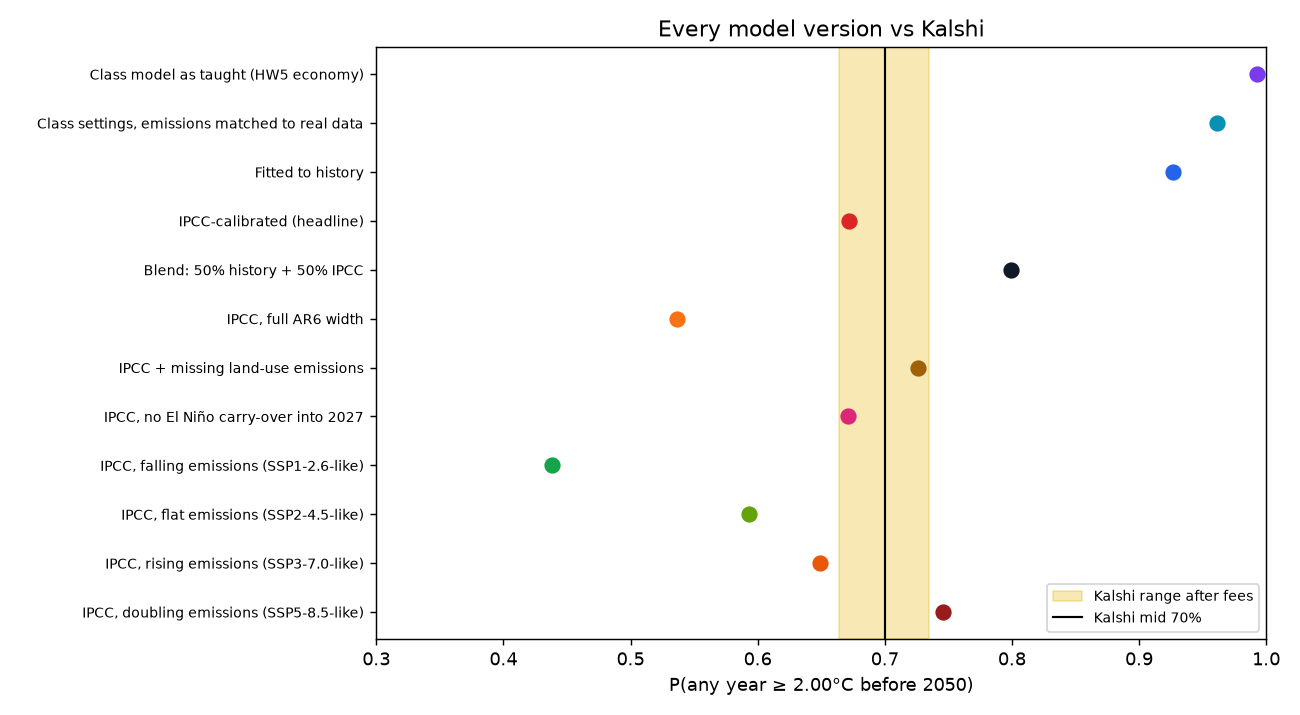 Every model version vs Kalshi
Class model as taught (HW5 economy)
Class settings, emissions matched to real data
Fitted to history
IPCC-calibrated (headline)
Blend: 50% history + 50% IPCC
IPCC, full AR6 width
IPCC + missing land-use emissions
IPCC, no El Niño carry-over into 2027
IPCC, falling emissions (SSP1-2.6-like)
IPCC, flat emissions (SSP2-4.5-like)
IPCC, rising emissions (SSP3-7.0-like)
IPCC, doubling emissions (SSP5-8.5-like)
Kalshi range after fees
Kalshi mid 70%
0.3 0.4 0.5 0.6 0.7 0.8 0.9 1.0
P(any year ≥ 2.00°C before 2050)